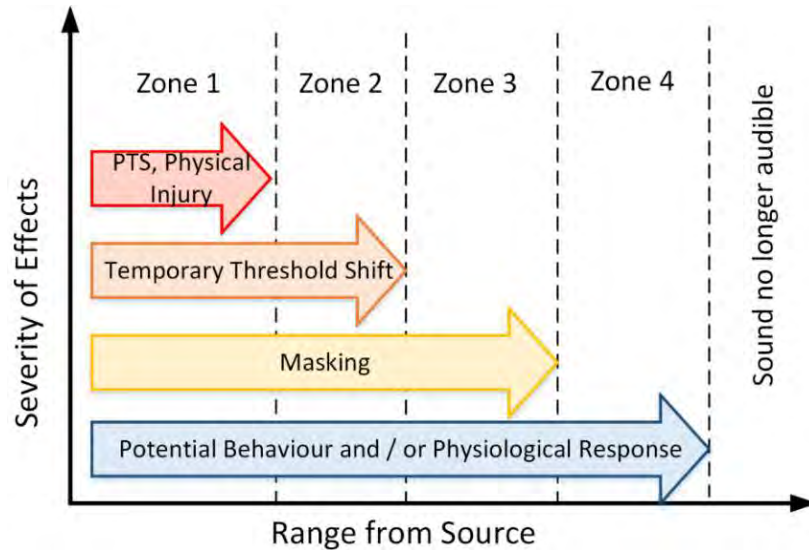 Zone 1
Zone 2
Zone 3
Zone 4
PTS, Physical
Injury
Temporary Threshold Shift
Masking
Potential Behaviour and / or Physiological Response
Severity of Effects
Sound no longer audible
Range from Source